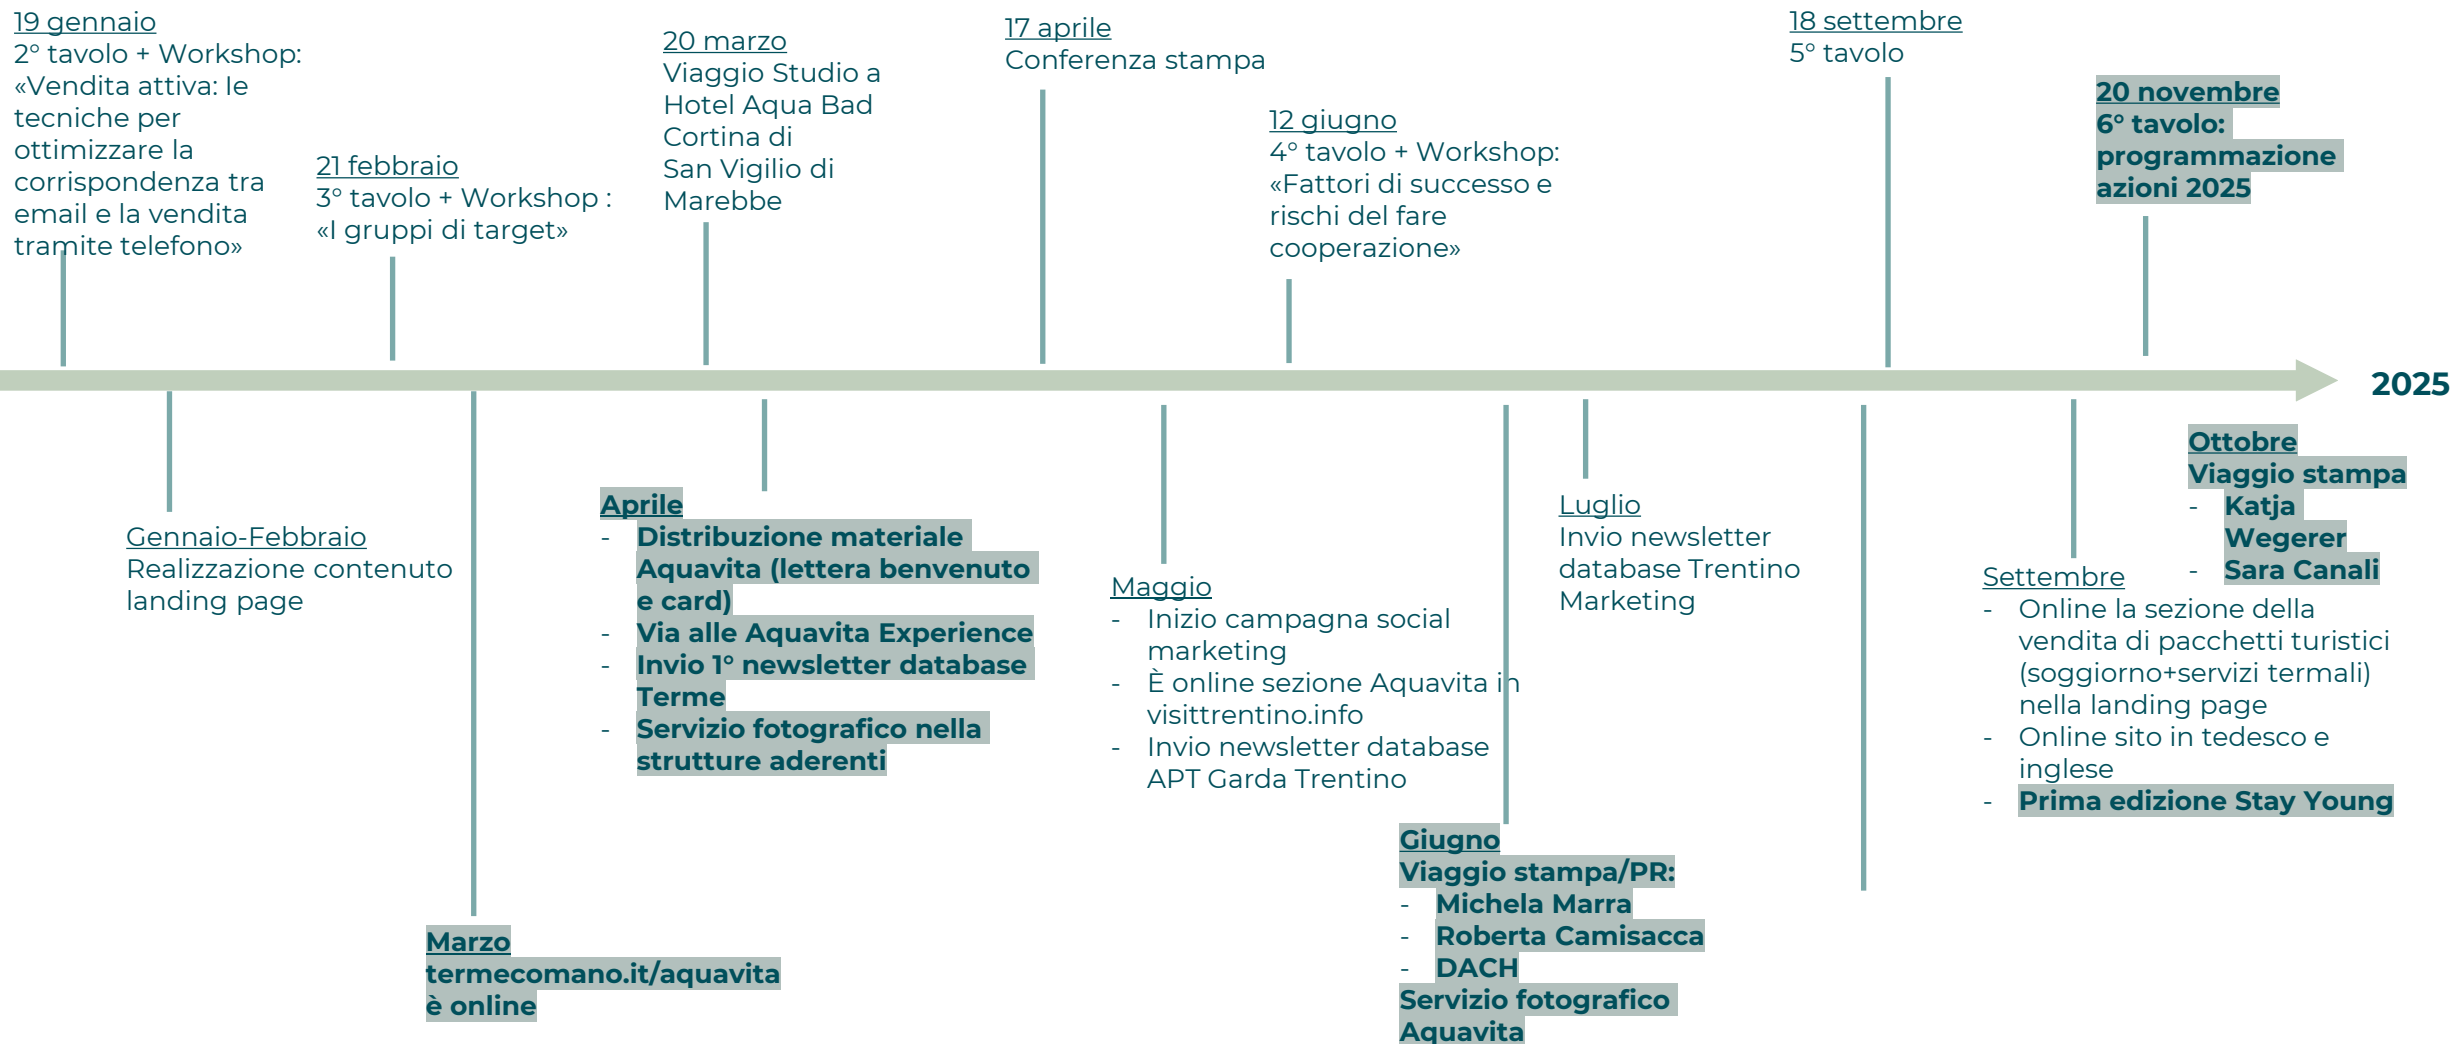 19 gennaio
2° tavolo + Workshop:
«Vendita attiva: le
tecniche per
ottimizzare la
corrispondenza tra
email e la vendita
tramite telefono»
21 febbraio
3° tavolo + Workshop :
«I gruppi di target»
20 marzo
Viaggio Studio a
Hotel Aqua Bad
Cortina di
San Vigilio di
Marebbe
17 aprile
Conferenza stampa
12 giugno
4° tavolo + Workshop:
«Fattori di successo e
rischi del fare
cooperazione»
18 settembre
5° tavolo
20 novembre
6° tavolo:
programmazione
azioni 2025
2025
Gennaio-Febbraio
Realizzazione contenuto
landing page
Marzo
termecomano.it/aquavita
è online
Aprile
- Distribuzione materiale
Aquavita (lettera benvenuto
e card)
- Via alle Aquavita Experience
- Invio 1° newsletter database
Terme
- Servizio fotografico nella
strutture aderenti
Maggio
- Inizio campagna social
marketing
- È online sezione Aquavita in
visittrentino.info
- Invio newsletter database
APT Garda Trentino
Giugno
Viaggio stampa/PR:
- Michela Marra
- Roberta Camisacca
- DACH
Servizio fotografico
Aquavita
Luglio
Invio newsletter
database Trentino
Marketing
Settembre
- Online la sezione della
vendita di pacchetti turistici
(soggiorno+servizi termali)
nella landing page
- Online sito in tedesco e
inglese
- Prima edizione Stay Young
Ottobre
Viaggio stampa
- Katja
Wegerer
- Sara Canali